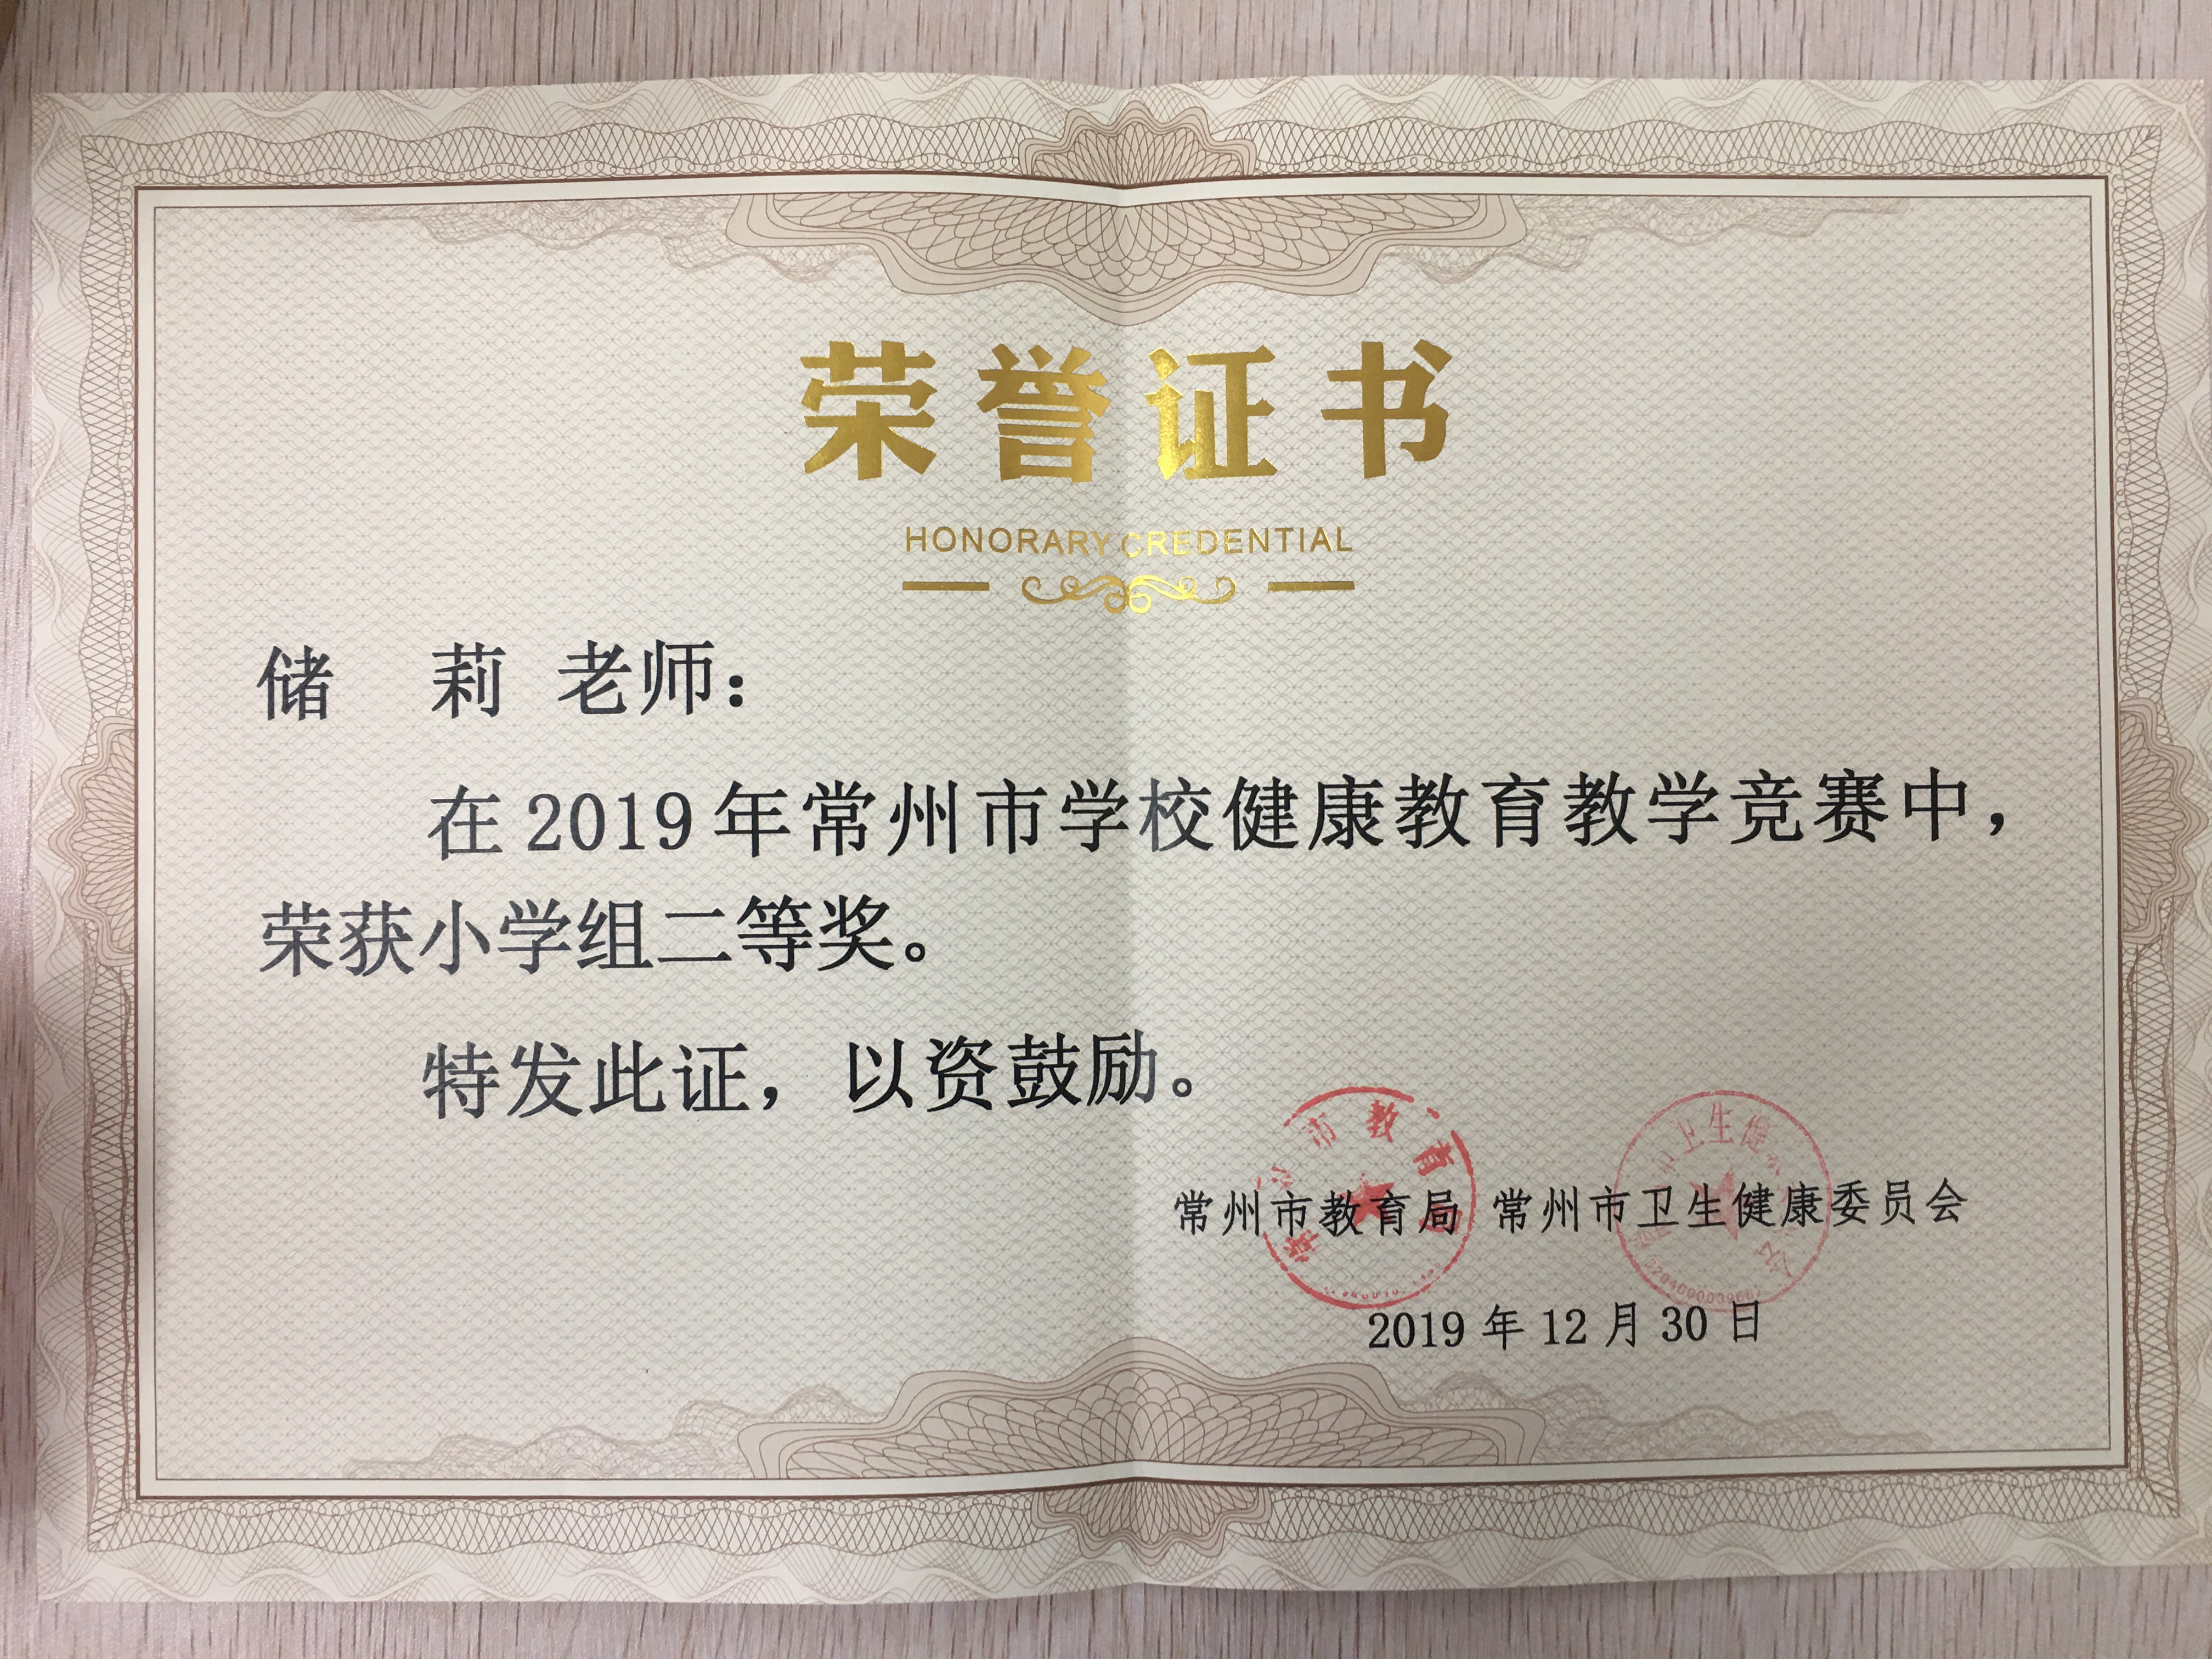 荣誉证书
HONORARY CREDENTIAL
储 莉 老师：
在2019年常州市学校健康教育教学竞赛中，
荣获小学组二等奖。
特发此证，以资鼓励。
常州市教育局 常州市卫生健康委员会
2019年12月30日